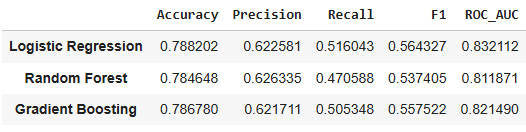 Accuracy Precision Recall F1 ROC_AUC
Logistic Regression 0.788202 0.622581 0.516043 0.564327 0.832112
Random Forest 0.784648 0.626335 0.470588 0.537405 0.811871
Gradient Boosting 0.786780 0.621711 0.505348 0.557522 0.821490